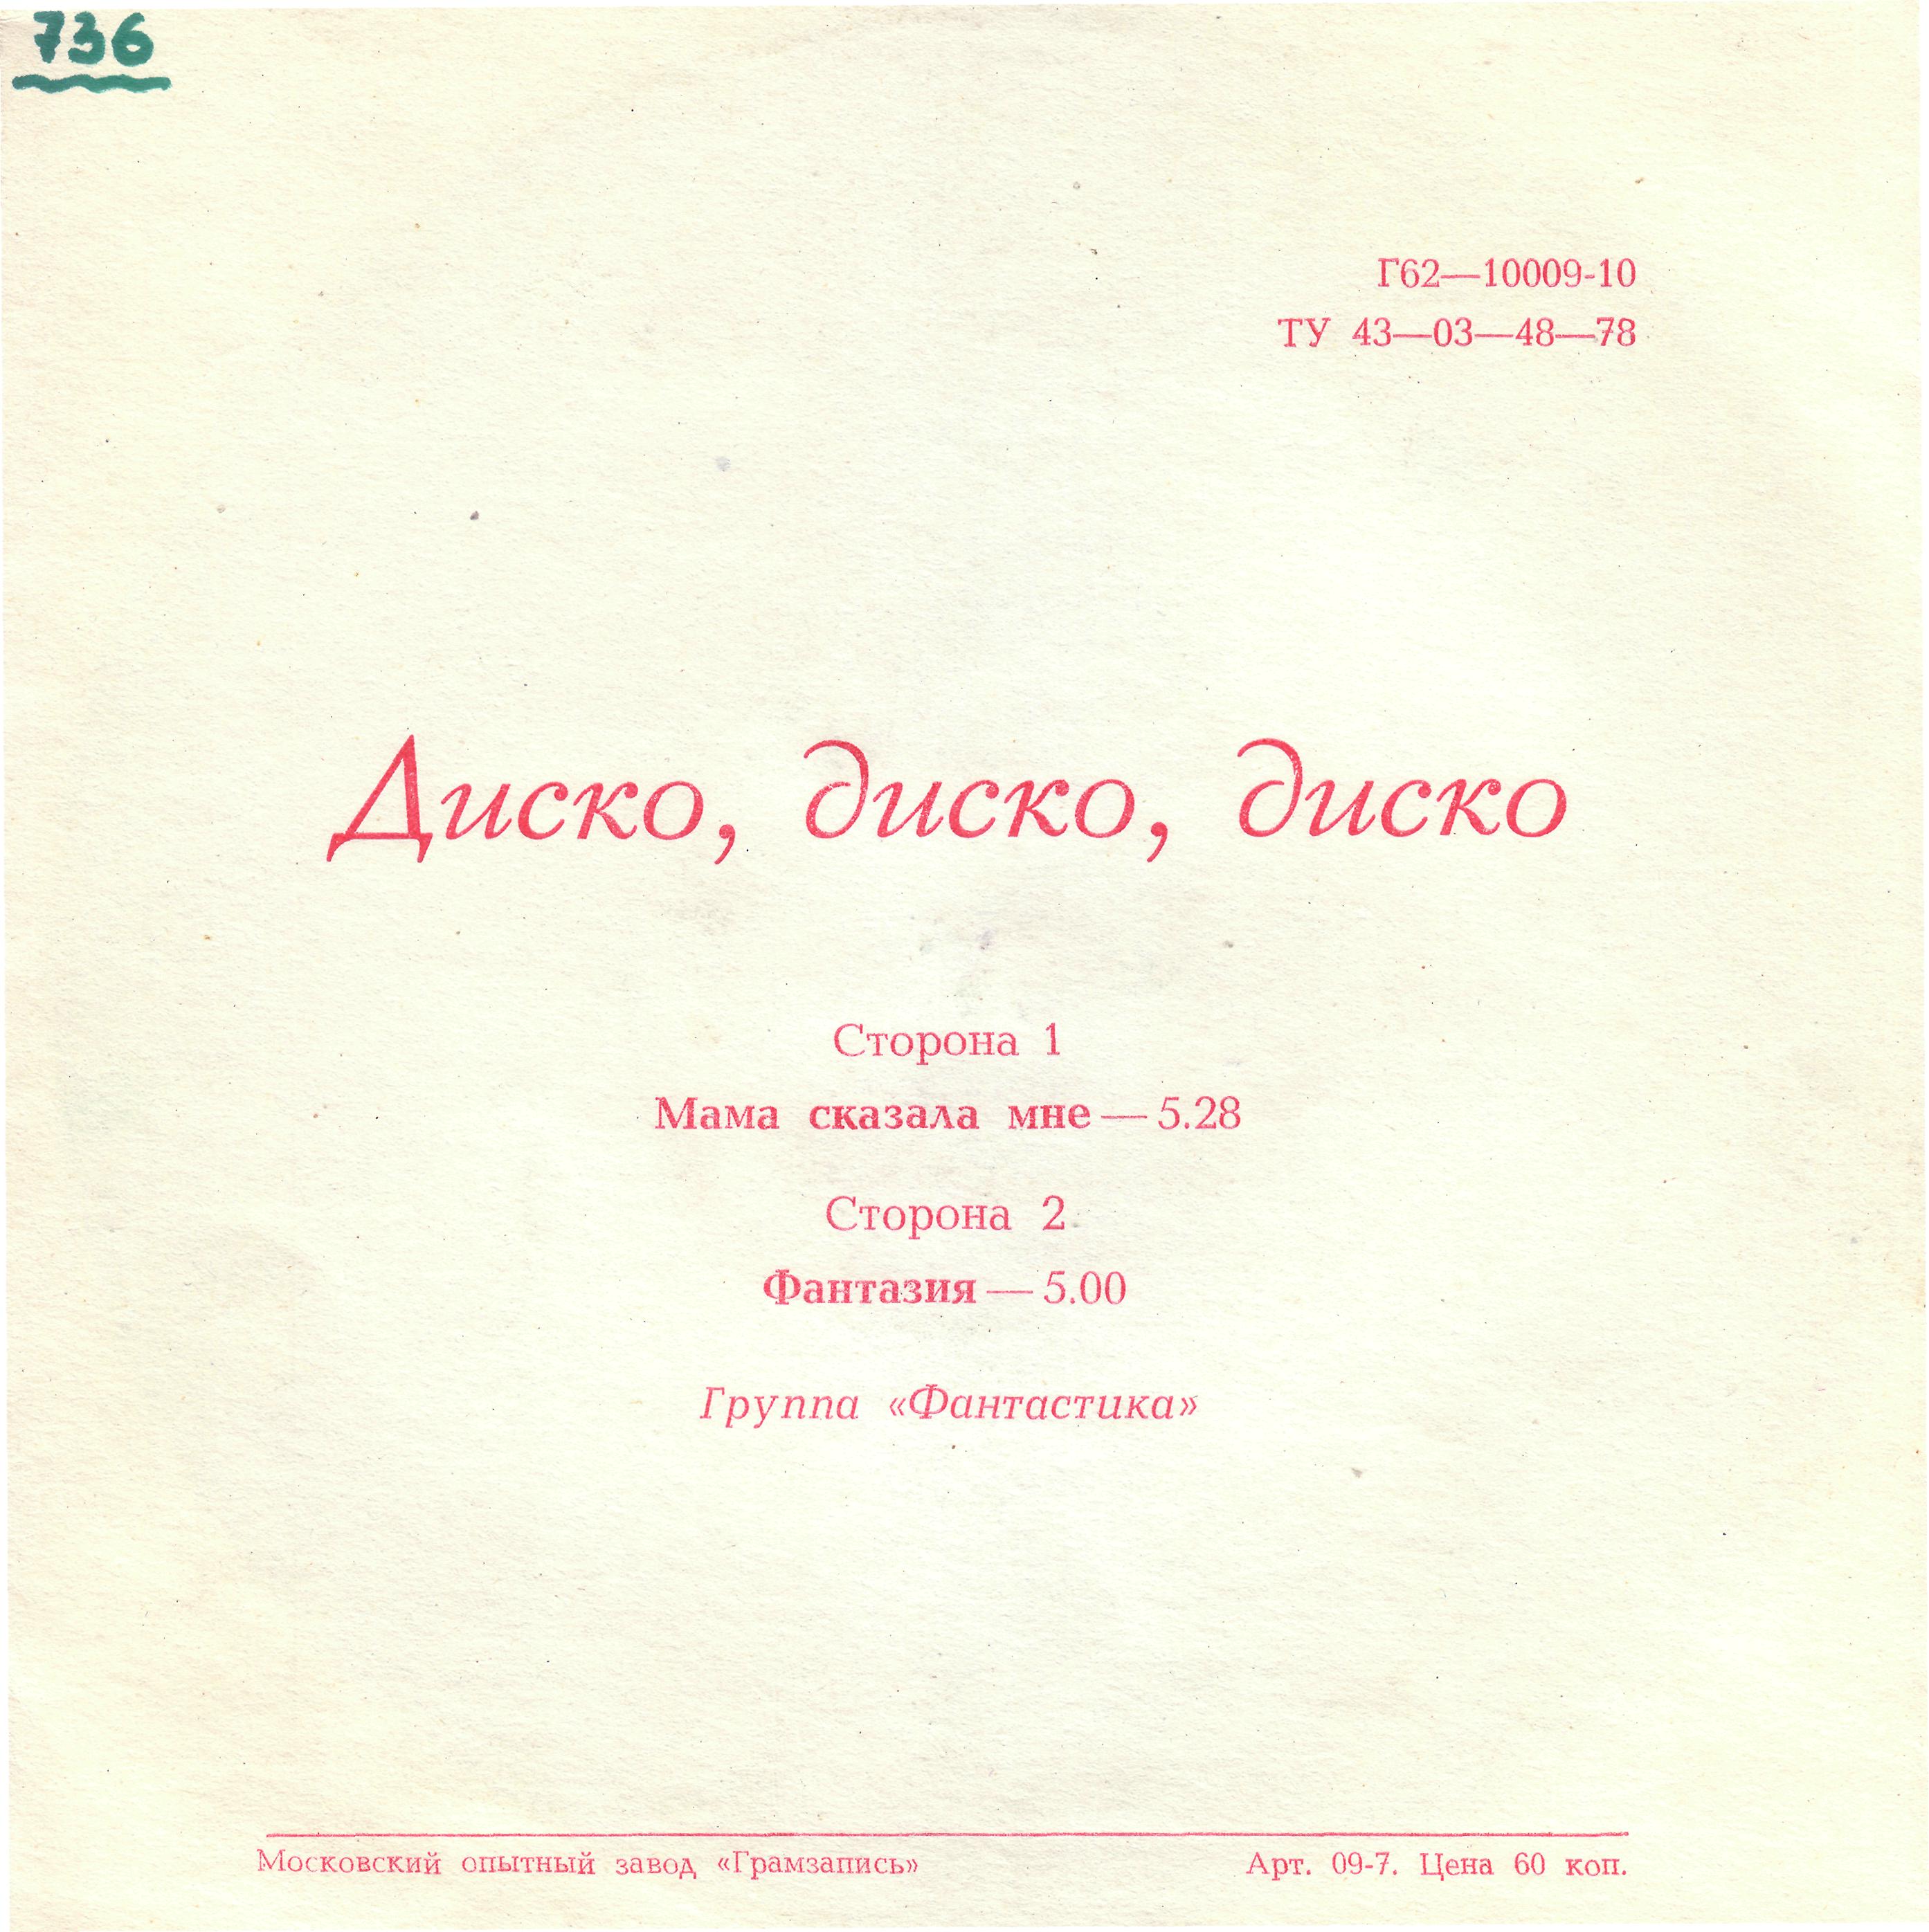 736
Г62—10009-10
ТУ 43—03—48—78
Диско, диско, диско
Сторона 1
Мама сказала мне — 5.28
Сторона 2
Фантазия — 5.00
Группа «Фантастика»
Московский опытный завод «Грамзапись» Арт. 09-7. Цена 60 коп.